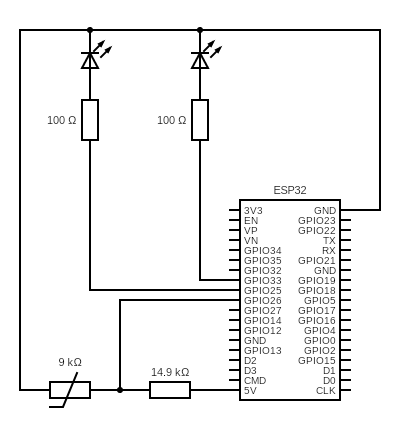 100 Ω
100 Ω
ESP32
3V3 GND
EN GPIO23
VP GPIO22
VN TX
GPIO34 RX
GPIO35 GPIO21
GPIO32 GND
GPIO33 GPIO19
GPIO25 GPIO18
GPIO26 GPIO5
GPIO27 GPIO17
GPIO14 GPIO16
GPIO12 GPIO4
GND GPIO0
GPIO13 GPIO2
D2 GPIO15
D3 D1
CMD D0
5V CLK
9 kΩ
14.9 kΩ